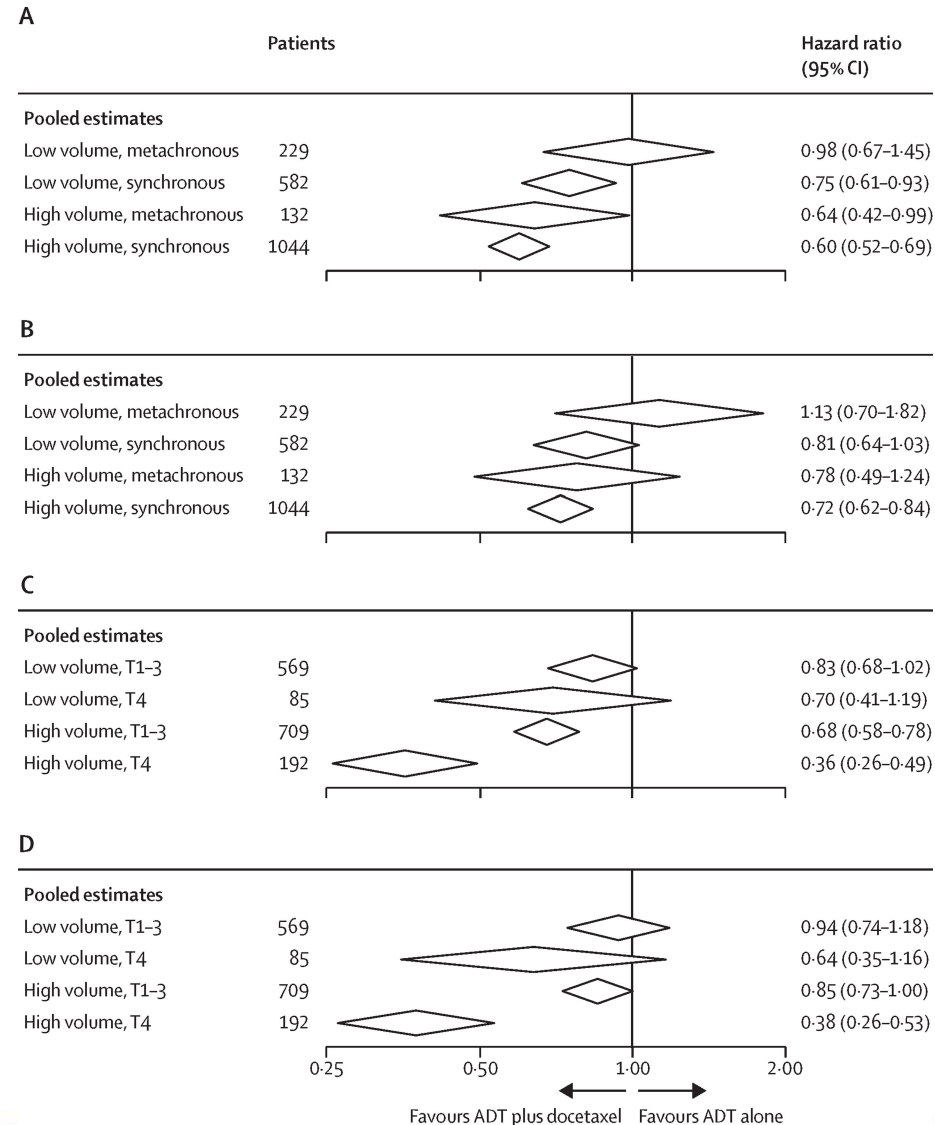 A
Patients Hazard ratio
(95% CI)
Pooled estimates
Low volume, metachronous 229 0·98 (0·67–1·45)
Low volume, synchronous 582 0·75 (0·61–0·93)
High volume, metachronous 132 0·64 (0·42–0·99)
High volume, synchronous 1044 0·60 (0·52–0·69)
B
Pooled estimates
Low volume, metachronous 229 1·13 (0·70–1·82)
Low volume, synchronous 582 0·81 (0·64–1·03)
High volume, metachronous 132 0·78 (0·49–1·24)
High volume, synchronous 1044 0·72 (0·62–0·84)
C
Pooled estimates
Low volume, T1–3 569 0·83 (0·68–1·02)
Low volume, T4 85 0·70 (0·41–1·19)
High volume, T1–3 709 0·68 (0·58–0·78)
High volume, T4 192 0·36 (0·26–0·49)
D
Pooled estimates
Low volume, T1–3 569 0·94 (0·74–1·18)
Low volume, T4 85 0·64 (0·35–1·16)
High volume, T1–3 709 0·85 (0·73–1·00)
High volume, T4 192 0·38 (0·26–0·53)
0·25 0·50 1·00 2·00
Favours ADT plus docetaxel Favours ADT alone